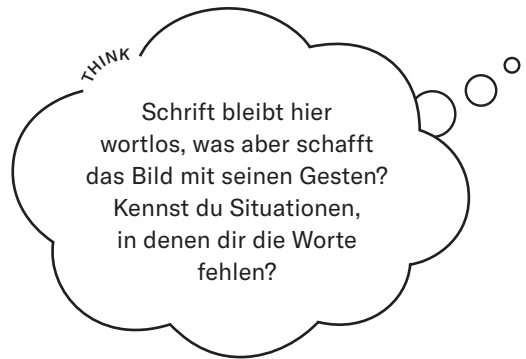 THINK
Schrift bleibt hier
wortlos, was aber schafft
das Bild mit seinen Gesten?
Kennst du Situationen,
in denen dir die Worte
fehlen?